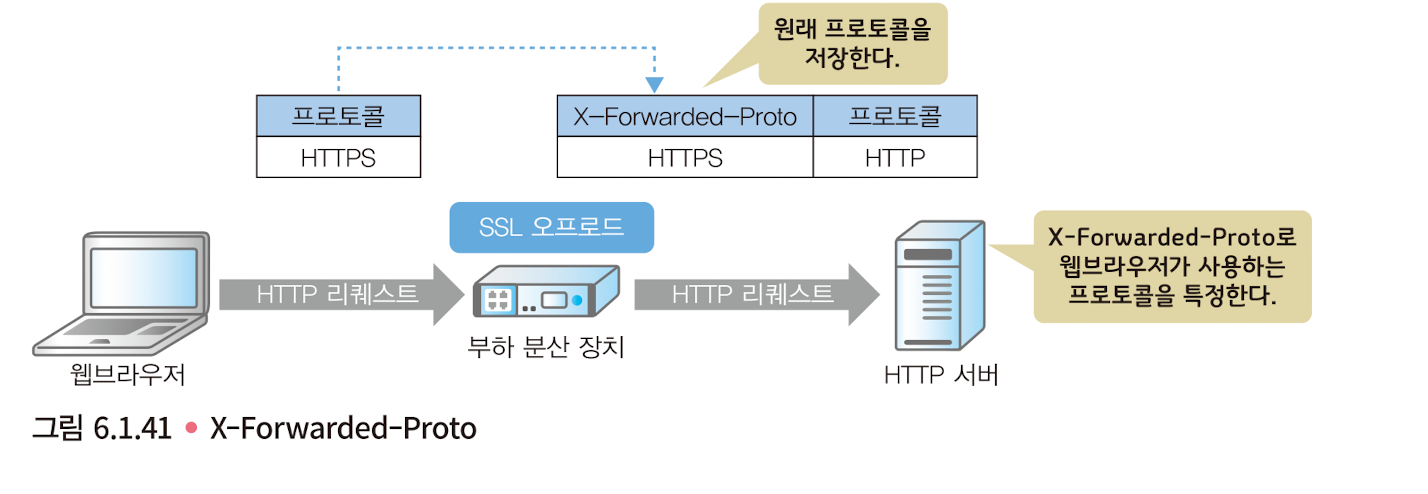 원래 프로토콜을
저장한다.
프로토콜
HTTPS
X-Forwarded-Proto
프로토콜
HTTPS
HTTP
SSL 오프로드
X-Forwarded-Proto로
웹브라우저가 사용하는
프로토콜을 특정한다.
HTTP 리퀘스트
HTTP 리퀘스트
부하 분산 장치
웹브라우저
HTTP 서버
그림 6.1.41 • X-Forwarded-Proto